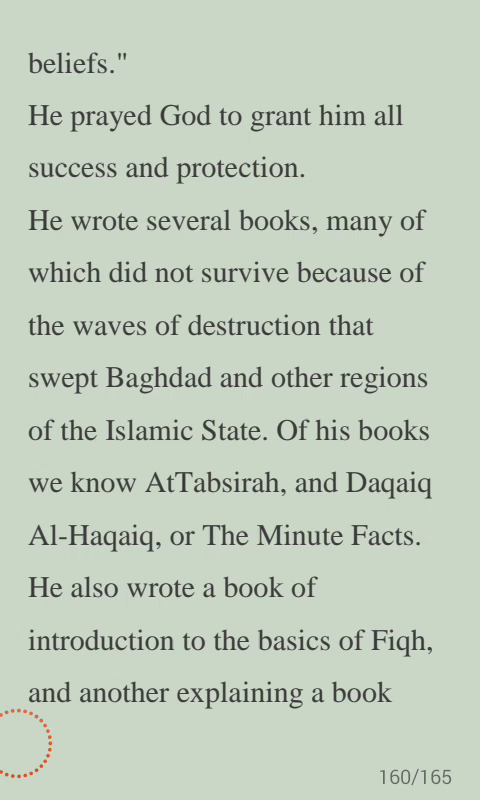 beliefs."
He prayed God to grant him all
success and protection.
He wrote several books, many of
which did not survive because of
the waves of destruction that
swept Baghdad and other regions
of the Islamic State. Of his books
we know AtTabsirah, and Daqaiq
Al-Haqaiq, or The Minute Facts.
He also wrote a book of
introduction to the basics of Fiqh,
and another explaining a book
160/165